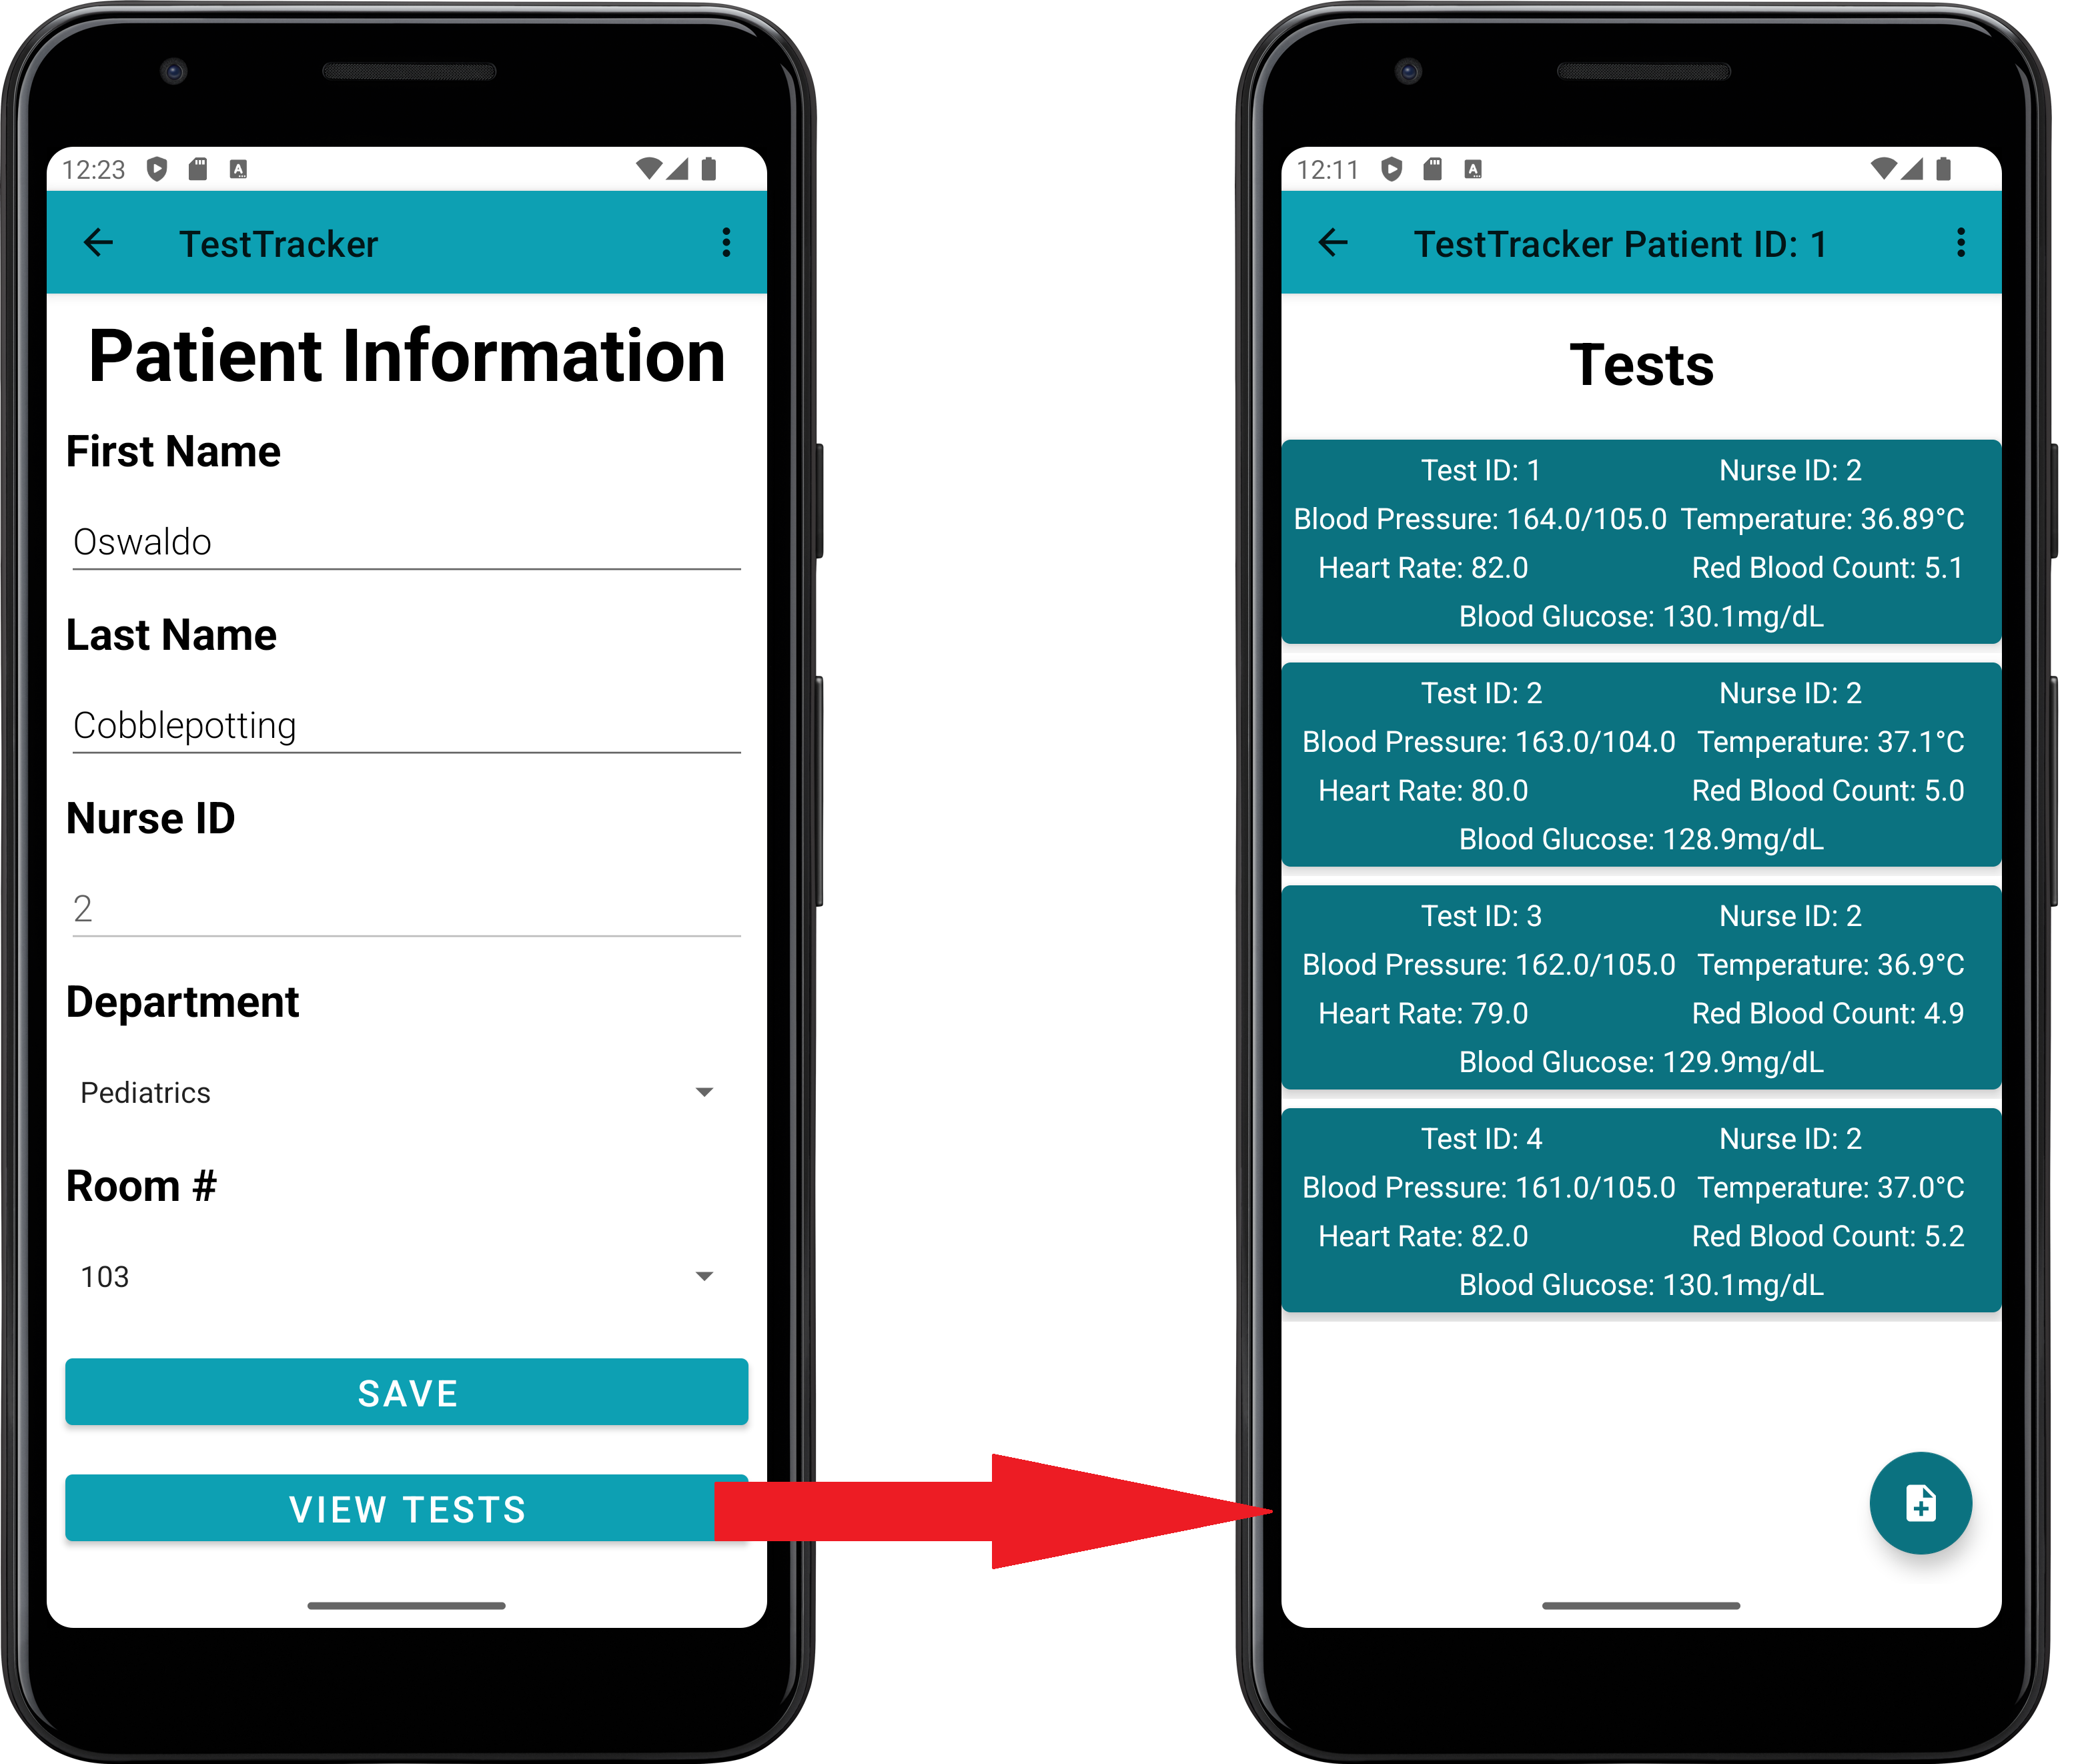 12:23
TestTracker
Patient Information
First Name
Oswaldo
Last Name
Cobblepotting
Nurse ID
2
Department
Pediatrics
Room #
103
SAVE
VIEW TESTS
12:11
TestTracker Patient ID: 1
Tests
Test ID: 1 Nurse ID: 2
Blood Pressure: 164.0/105.0 Temperature: 36.89°C
Heart Rate: 82.0 Red Blood Count: 5.1
Blood Glucose: 130.1mg/dL
Test ID: 2 Nurse ID: 2
Blood Pressure: 163.0/104.0 Temperature: 37.1°C
Heart Rate: 80.0 Red Blood Count: 5.0
Blood Glucose: 128.9mg/dL
Test ID: 3 Nurse ID: 2
Blood Pressure: 162.0/105.0 Temperature: 36.9°C
Heart Rate: 79.0 Red Blood Count: 4.9
Blood Glucose: 129.9mg/dL
Test ID: 4 Nurse ID: 2
Blood Pressure: 161.0/105.0 Temperature: 37.0°C
Heart Rate: 82.0 Red Blood Count: 5.2
Blood Glucose: 130.1mg/dL